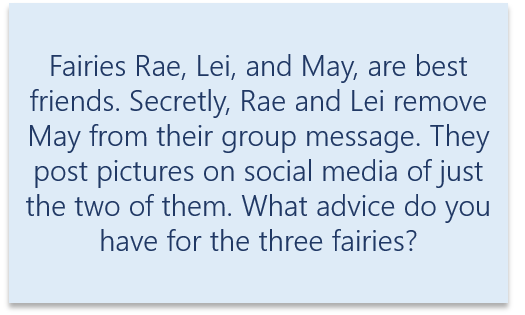 Fairies Rae, Lei, and May, are best
friends. Secretly, Rae and Lei remove
May from their group message. They
post pictures on social media of just
the two of them. What advice do you
have for the three fairies?